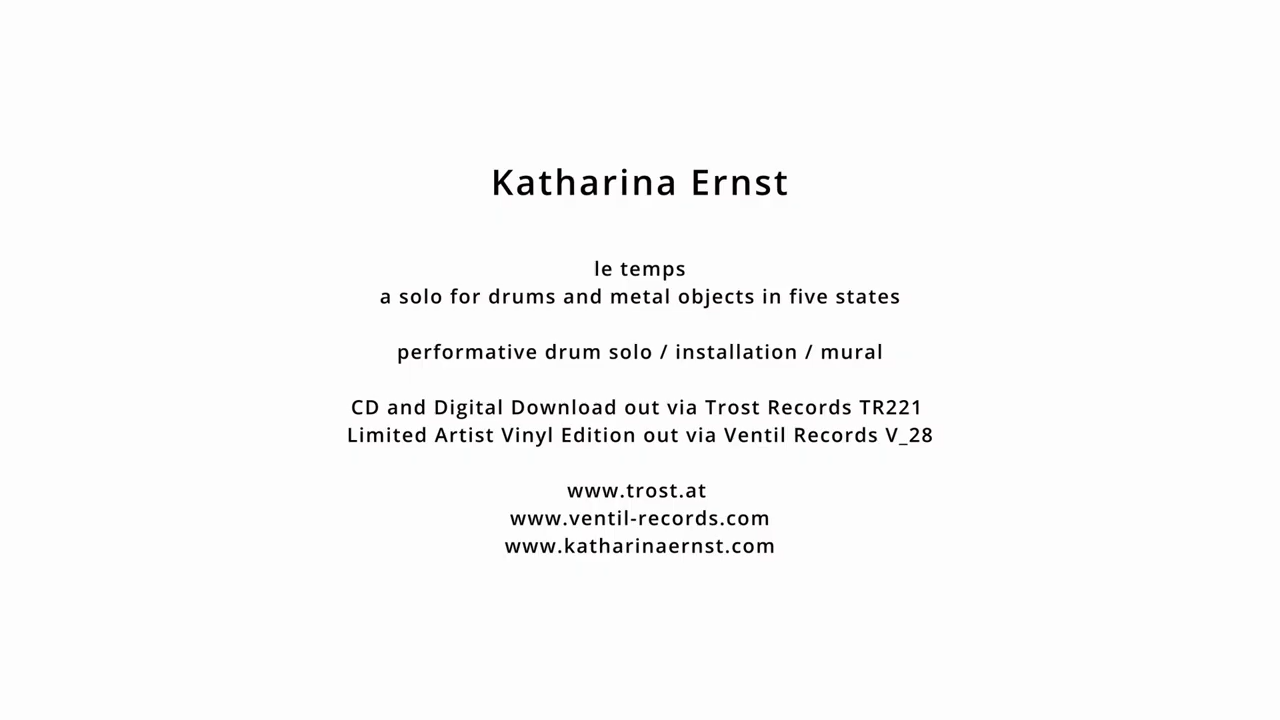 Katharina Ernst
le temps
a solo for drums and metal objects in five states
performative drum solo / installation / mural
CD and Digital Download out via Trost Records TR221
Limited Artist Vinyl Edition out via Ventil Records V_28
www.trost.at
www.ventil-records.com
www.katharinaernst.com